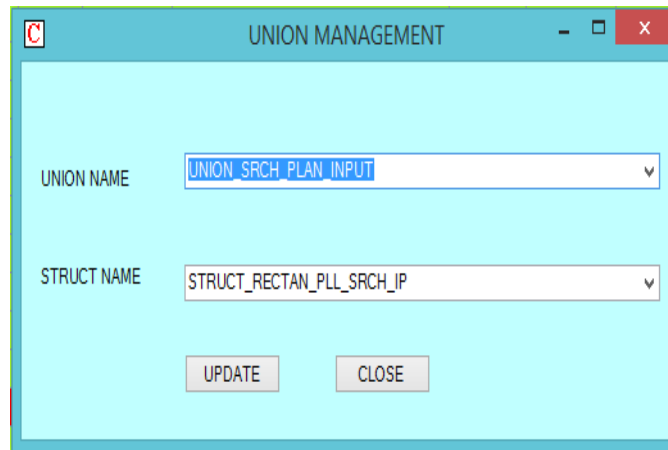 C
UNION MANAGEMENT
X
UNION NAME
UNION_SRCH_PLAN_INPUT
STRUCT NAME
STRUCT_RECTAN_PLL_SRCH_IP
UPDATE
CLOSE